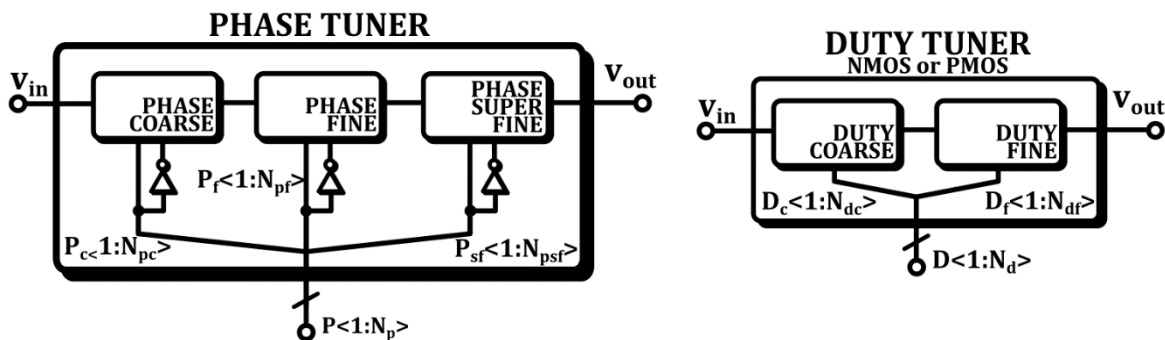 PHASE TUNER
v_in
PHASE
COARSE
PHASE
FINE
PHASE
SUPER
FINE
v_out
P_f<1:N_pf>
P_c<1:N_pc>
P_sf<1:N_psf>
P<1:N_p>
DUTY TUNER
NMOS or PMOS
v_in
DUTY
COARSE
DUTY
FINE
v_out
D_c<1:N_dc>
D_f<1:N_df>
D<1:N_d>